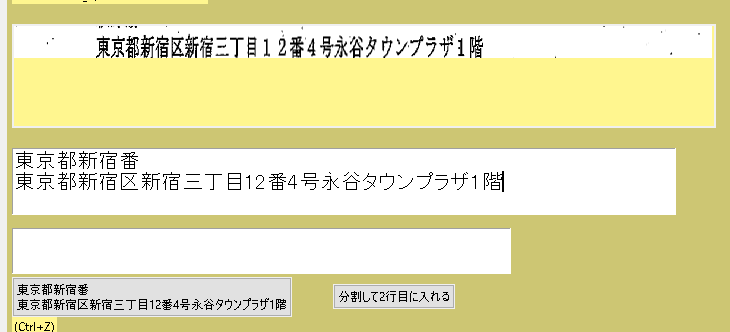 東京都新宿区新宿三丁目１２番４号永谷タウンプラザ１階
東京都新宿番
東京都新宿区新宿三丁目12番4号永谷タウンプラザ1階
東京都新宿番
東京都新宿区新宿三丁目12番4号永谷タウンプラザ1階
分割して2行目に入れる
(Ctrl+Z)